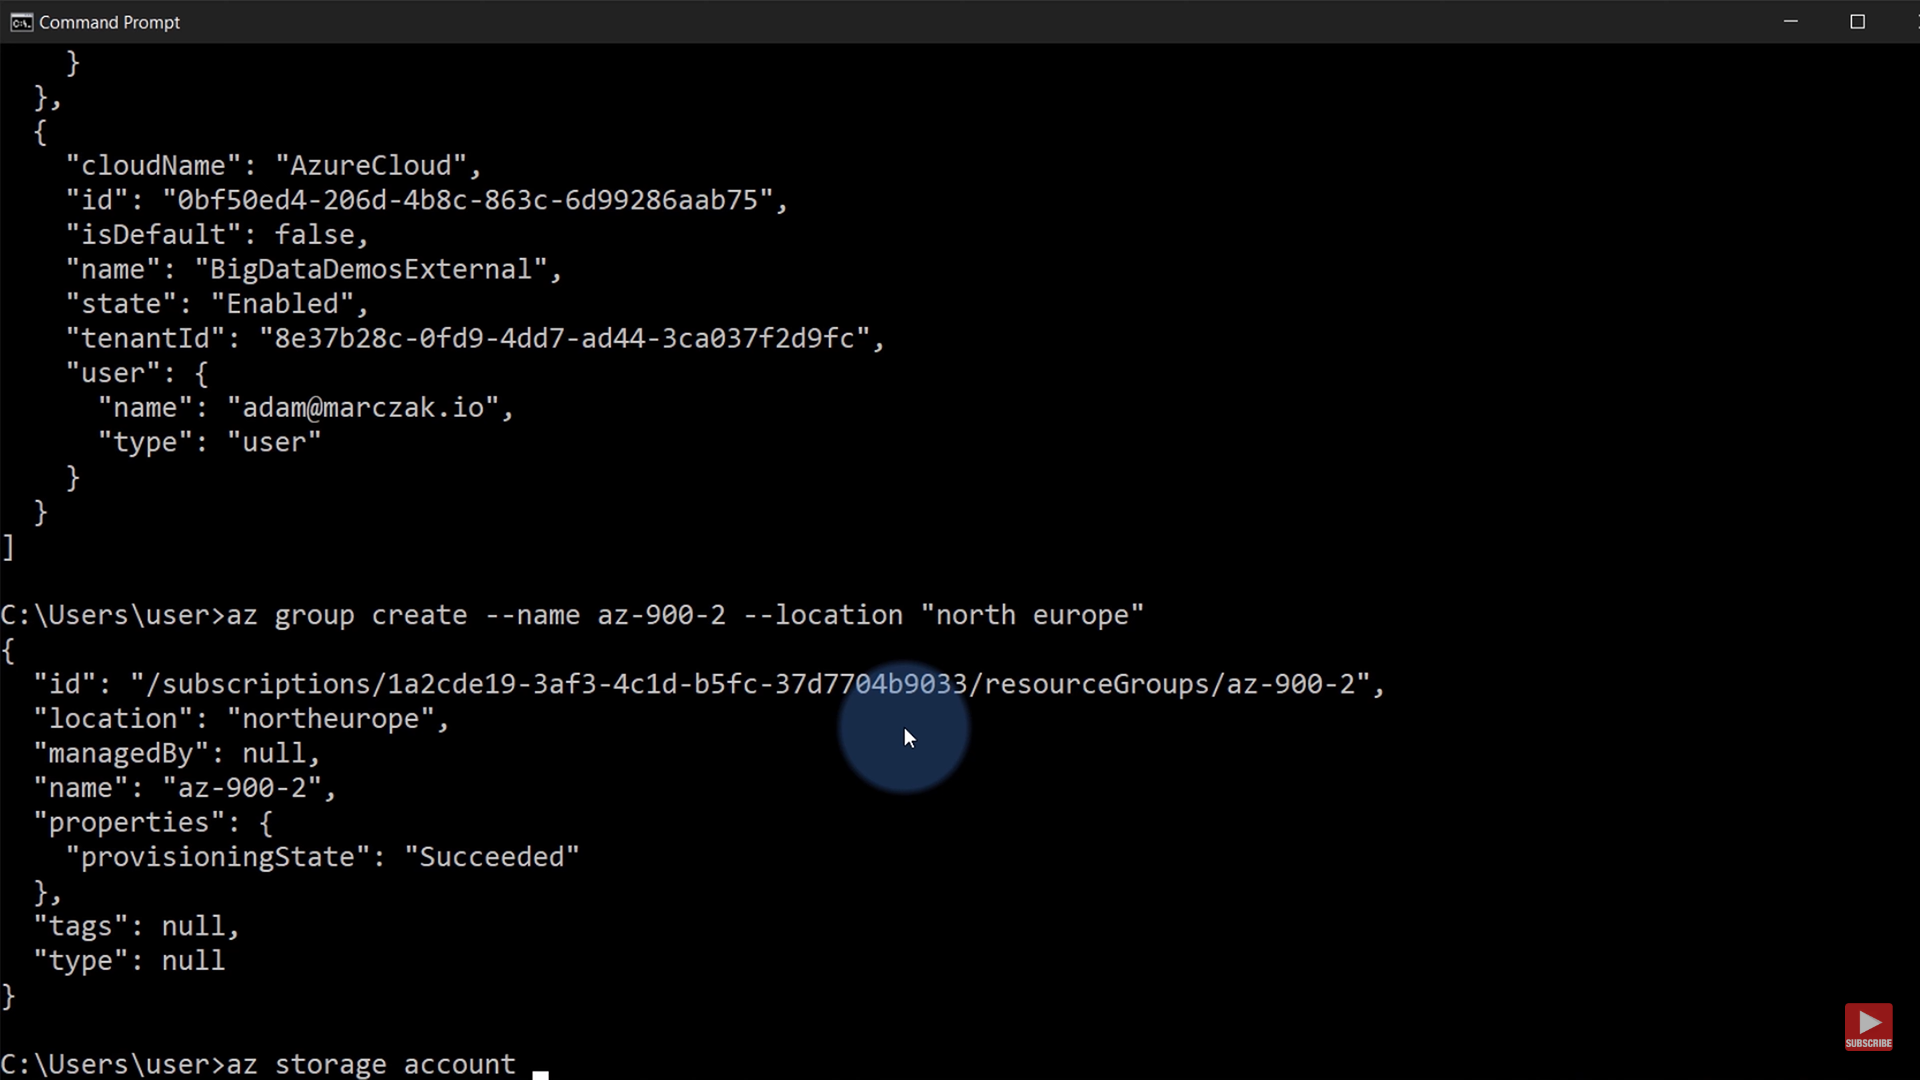 Command Prompt
    }
  },
  {
    "cloudName": "AzureCloud",
    "id": "0bf50ed4-206d-4b8c-863c-6d99286aab75",
    "isDefault": false,
    "name": "BigDataDemosExternal",
    "state": "Enabled",
    "tenantId": "8e37b28c-0fd9-4dd7-ad44-3ca037f2d9fc",
    "user": {
      "name": "adam@marczak.io",
      "type": "user"
    }
  }
]
C:\Users\user>az group create --name az-900-2 --location "north europe"
{
  "id": "/subscriptions/1a2cde19-3af3-4c1d-b5fc-37d7704b9033/resourceGroups/az-900-2",
  "location": "northeurope",
  "managedBy": null,
  "name": "az-900-2",
  "properties": {
    "provisioningState": "Succeeded"
  },
  "tags": null,
  "type": null
}
C:\Users\user>az storage account
SUBSCRIBE